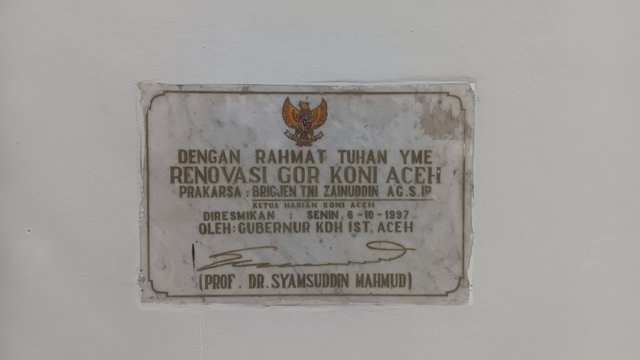 DENGAN RAHMAT TUHAN YME
RENOVASI GOR KONI ACEH
PRAKARSA : BRIGJEN TNI ZAINUDDIN AG.S.IP
KETUA HARIAN KONI ACEH
DIRESMIKAN : SENIN, 6-10-1997
OLEH: GUBERNUR KDH IST. ACEH
(PROF. DR. SYAMSUDDIN MAHMUD)